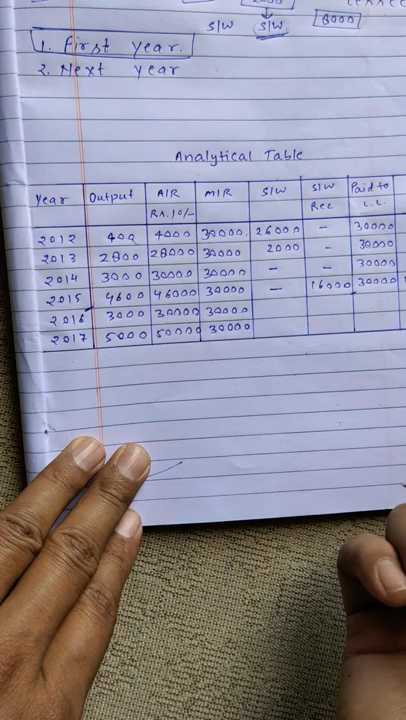 S/W S/W 8000
1. First year.
2. Next year
Analytical Table
Year Output AIR MIR S/W S/W Paid to
Rs. 10/- Rec L.L.
2012 400 4000 30000 26000 - 30000
2013 2800 28000 30000 2000 - 30000
2014 3000 30000 30000 - - 30000
2015 4600 46000 30000 - 16000 30000
2016 3000 30000 30000
2017 5000 50000 30000